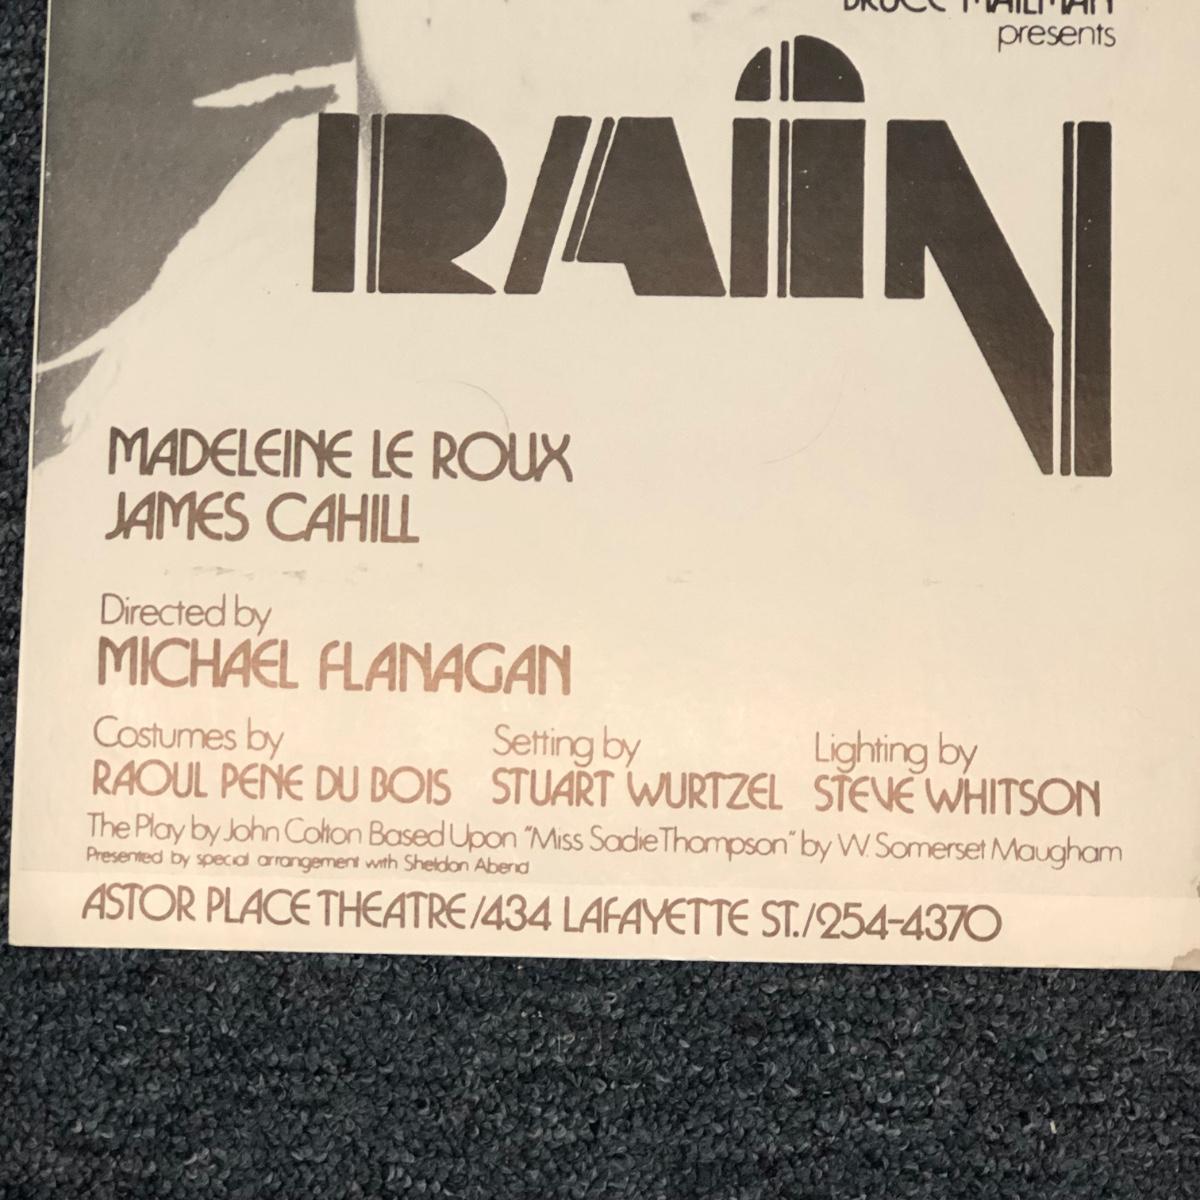 BRUCE MAILMAN
presents
RAIN
MADELEINE LE ROUX
JAMES CAHILL
Directed by
MICHAEL FLANAGAN
Costumes by Setting by Lighting by
RAOUL PENE DU BOIS STUART WURTZEL STEVE WHITSON
The Play by John Colton Based Upon "Miss Sadie Thompson" by W. Somerset Maugham
Presented by special arrangement with Sheldon Abend
ASTOR PLACE THEATRE/434 LAFAYETTE ST./254-4370